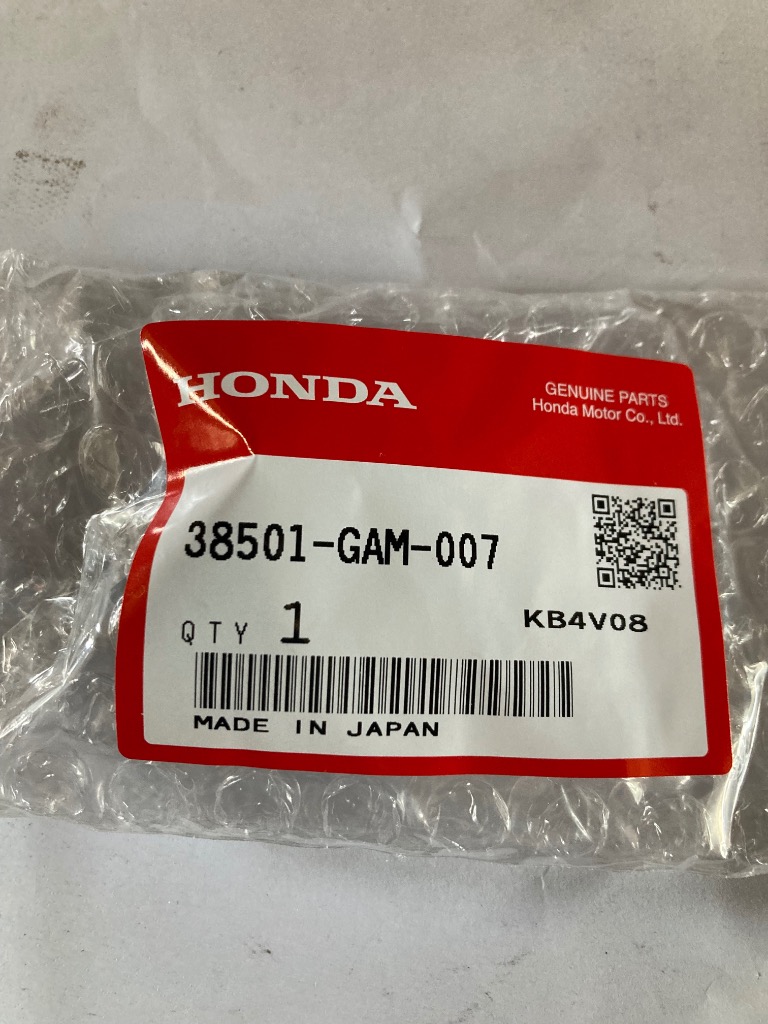 HONDA
GENUINE PARTS
Honda Motor Co., Ltd.
38501-GAM-007
QTY 1
KB4V08
MADE IN JAPAN